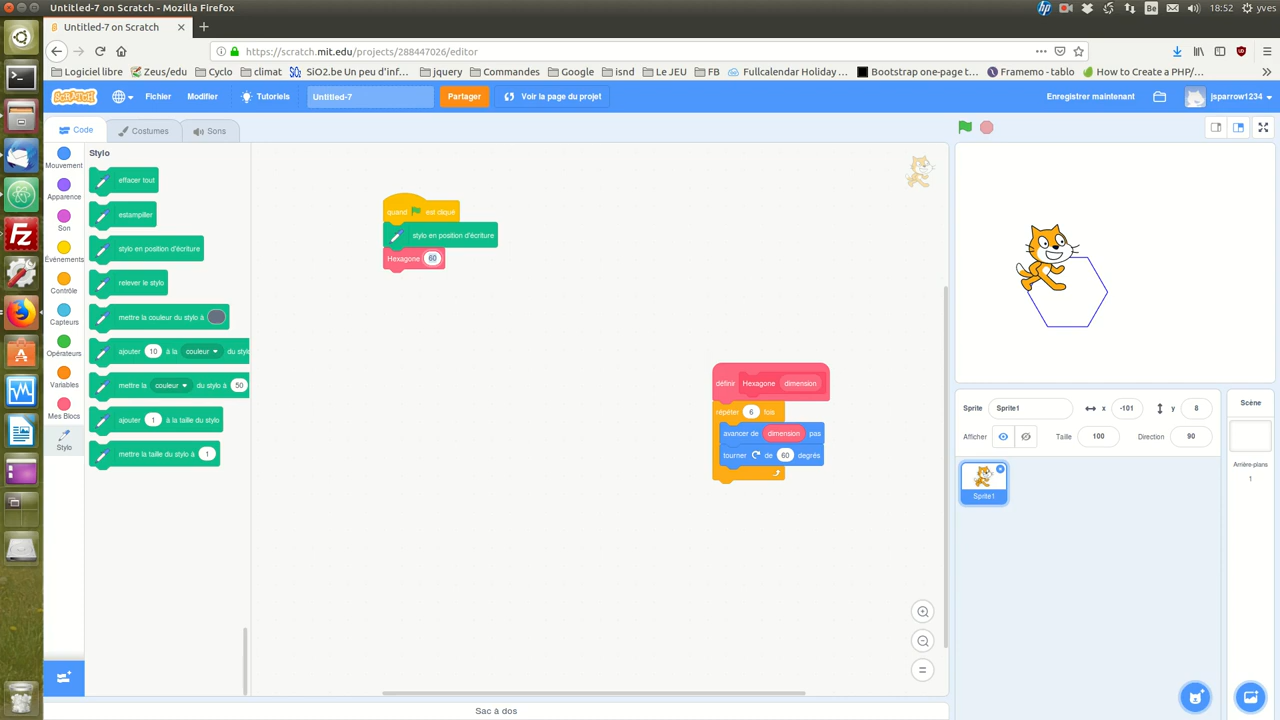 Untitled-7 on Scratch - Mozilla Firefox
Be 18:52 yves
Untitled-7 on Scratch
https://scratch.mit.edu/projects/288447026/editor
Logiciel libre Zeus/edu Cyclo climat SiO2.be Un peu d'inf... jquery Commandes Google isnd Le JEU FB Fullcalendar Holiday ... Bootstrap one-page t... Framemo - tablo How to Create a PHP/...
SCRATCH Fichier Modifier Tutoriels Untitled-7 Partager Voir la page du projet Enregistrer maintenant jsparrow1234
Code Costumes Sons
Mouvement
Apparence
Son
Événements
Contrôle
Capteurs
Opérateurs
Variables
Mes Blocs
Stylo
Stylo
effacer tout
estampiller
stylo en position d'écriture
relever le stylo
mettre la couleur du stylo à
ajouter 10 à la couleur du stylo
mettre la couleur du stylo à 50
ajouter 1 à la taille du stylo
mettre la taille du stylo à 1
quand est cliqué
stylo en position d'écriture
Hexagone 60
définir Hexagone dimension
répéter 6 fois
avancer de dimension pas
tourner de 60 degrés
Sac à dos
Sprite Sprite1 x -101 y 8
Afficher Taille 100 Direction 90
Sprite1
Scène
Arrière-plans
1